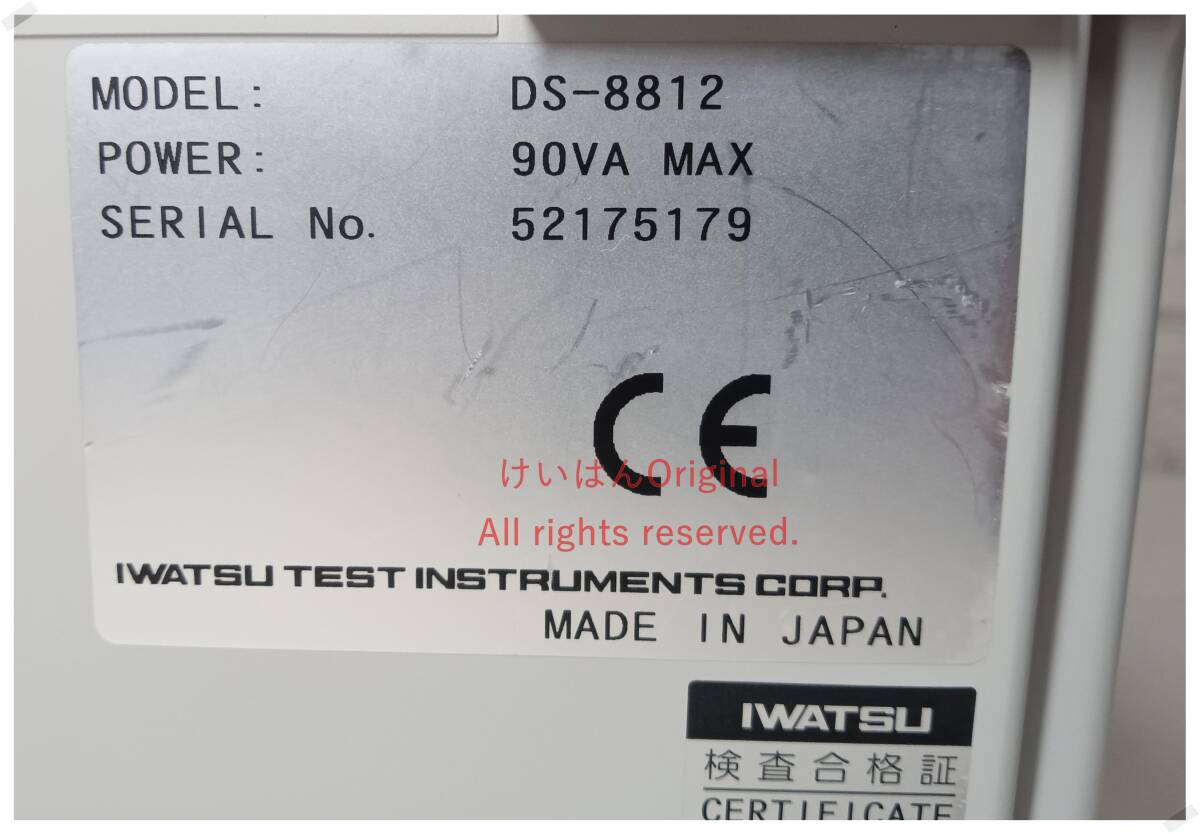 MODEL: DS-8812
POWER: 90VA MAX
SERIAL No. 52175179
CE
けいはんOriginal
All rights reserved.
IWATSU TEST INSTRUMENTS CORP.
MADE IN JAPAN
IWATSU
検査合格証
CERTIFICATE